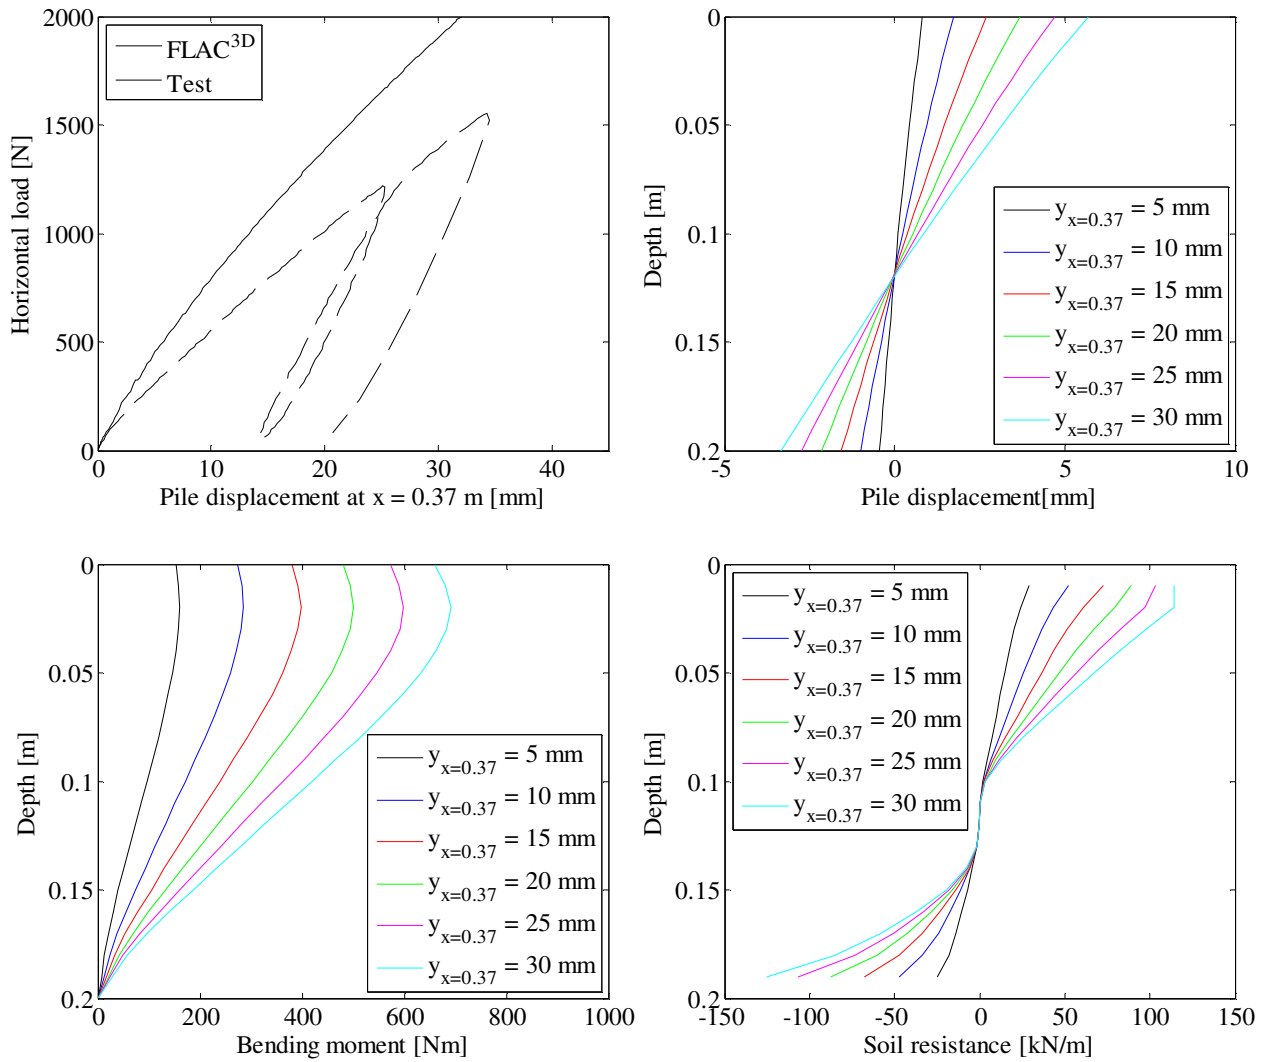 2000
1500
1000
500
0
0 10 20 30 40
Horizontal load [N]
Pile displacement at x = 0.37 m [mm]
FLAC3D
Test
0
0.05
0.1
0.15
0.2
-5 0 5 10
Depth [m]
Pile displacement[mm]
yx=0.37 = 5 mm
yx=0.37 = 10 mm
yx=0.37 = 15 mm
yx=0.37 = 20 mm
yx=0.37 = 25 mm
yx=0.37 = 30 mm
0
0.05
0.1
0.15
0.2
0 200 400 600 800 1000
Depth [m]
Bending moment [Nm]
yx=0.37 = 5 mm
yx=0.37 = 10 mm
yx=0.37 = 15 mm
yx=0.37 = 20 mm
yx=0.37 = 25 mm
yx=0.37 = 30 mm
0
0.05
0.1
0.15
0.2
-150 -100 -50 0 50 100 150
Depth [m]
Soil resistance [kN/m]
yx=0.37 = 5 mm
yx=0.37 = 10 mm
yx=0.37 = 15 mm
yx=0.37 = 20 mm
yx=0.37 = 25 mm
yx=0.37 = 30 mm